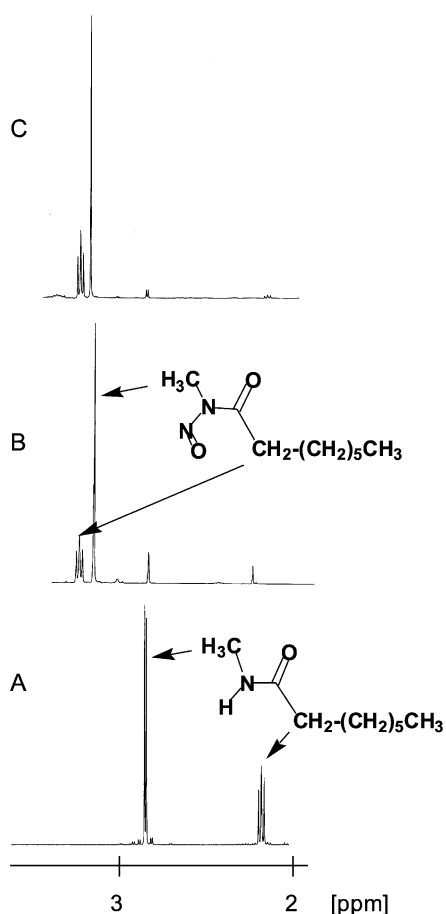 C
B
H₃C
N
O
N
O
CH₂-(CH₂)₅CH₃
A
H₃C
N
H
O
CH₂-(CH₂)₅CH₃
3 2 [ppm]